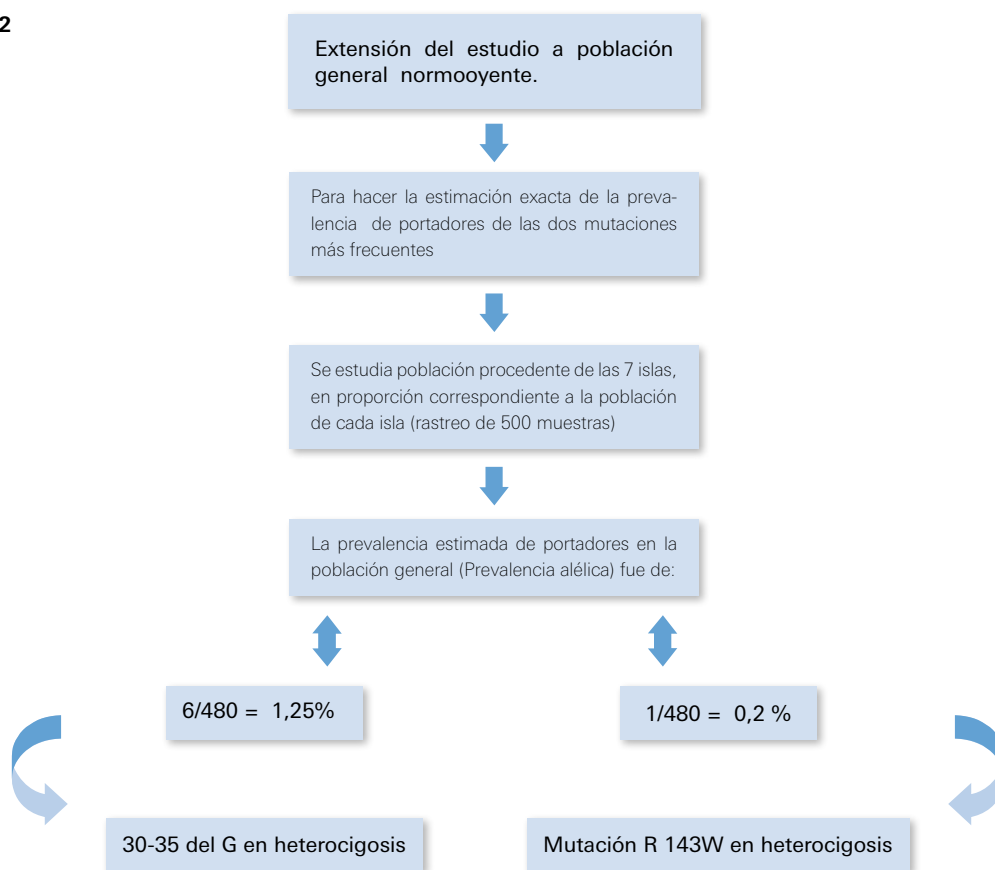 2
Extensión del estudio a población
general normooyente.
Para hacer la estimación exacta de la preva-
lencia de portadores de las dos mutaciones
más frecuentes
Se estudia población procedente de las 7 islas,
en proporción correspondiente a la población
de cada isla (rastreo de 500 muestras)
La prevalencia estimada de portadores en la
población general (Prevalencia alélica) fue de:
6/480 = 1,25%
1/480 = 0,2 %
30-35 del G en heterocigosis
Mutación R 143W en heterocigosis